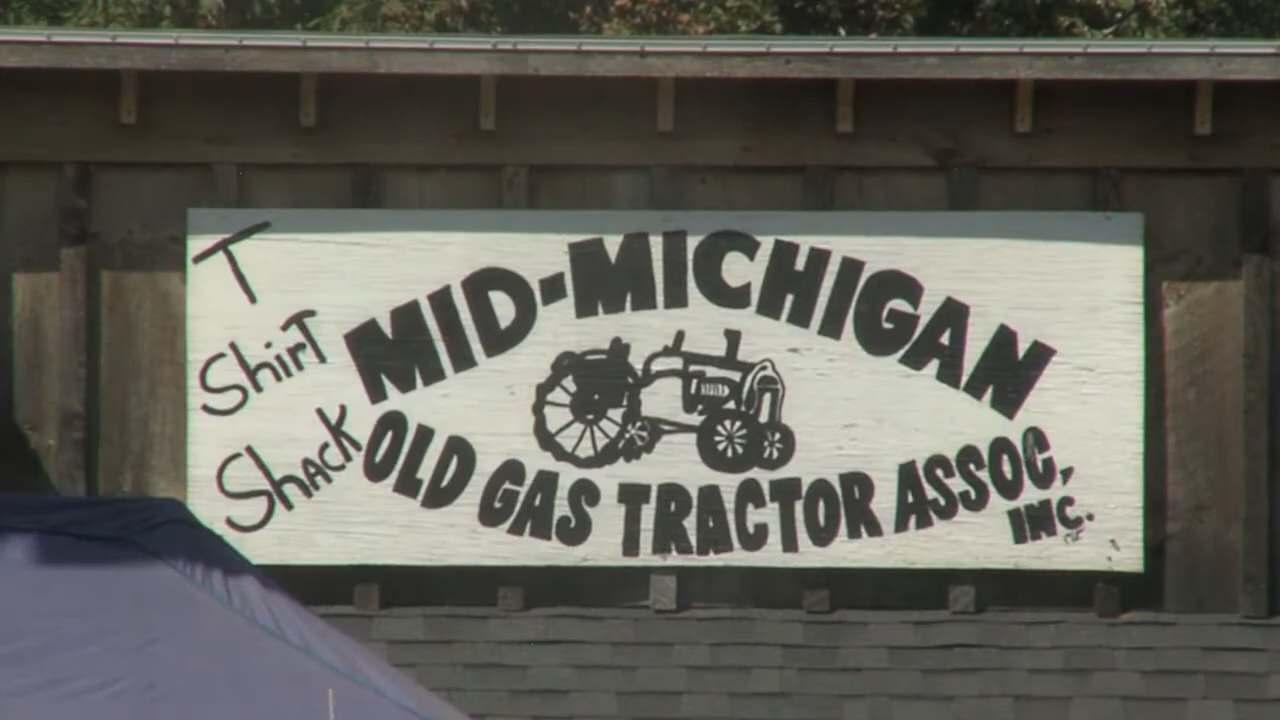 T
Shirt
Shack
MID-MICHIGAN
OLD GAS TRACTOR ASSOC.
INC.